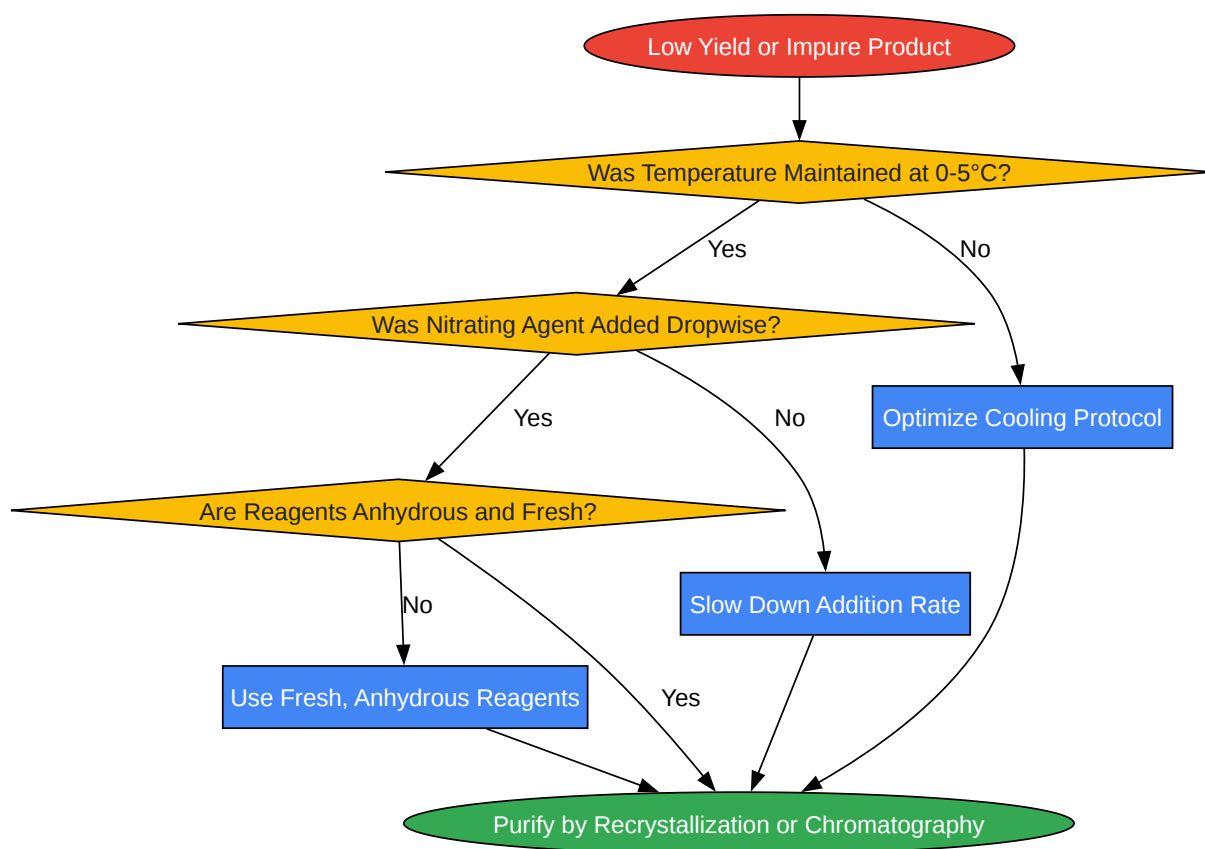 Low Yield or Impure Product
Was Temperature Maintained at 0-5°C?
Yes
No
Was Nitrating Agent Added Dropwise?
Optimize Cooling Protocol
Yes
No
Are Reagents Anhydrous and Fresh?
Slow Down Addition Rate
No
Use Fresh, Anhydrous Reagents
Yes
Purify by Recrystallization or Chromatography